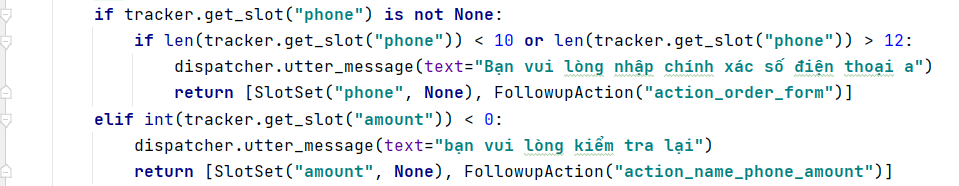 if tracker.get_slot("phone") is not None:
if len(tracker.get_slot("phone")) < 10 or len(tracker.get_slot("phone")) > 12:
dispatcher.utter_message(text="Bạn vui lòng nhập chính xác số điện thoại a")
return [SlotSet("phone", None), FollowupAction("action_order_form")]
elif int(tracker.get_slot("amount")) < 0:
dispatcher.utter_message(text="bạn vui lòng kiểm tra lại")
return [SlotSet("amount", None), FollowupAction("action_name_phone_amount")]